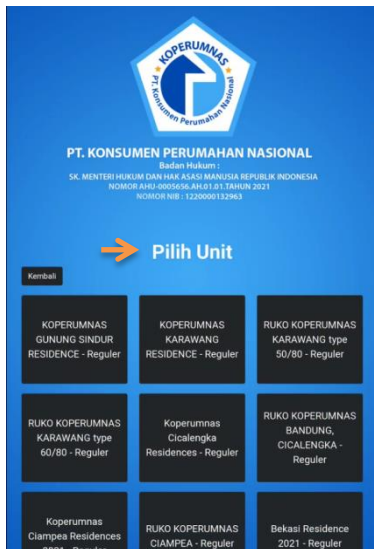 KOPERUMNAS
PT. Konsumen Perumahan Nasional
PT. KONSUMEN PERUMAHAN NASIONAL
Badan Hukum :
SK. MENTERI HUKUM DAN HAK ASASI MANUSIA REPUBLIK INDONESIA
NOMOR AHU-0005656.AH.01.01.TAHUN 2021
NOMOR NIB : 1220000132963
Pilih Unit
Kembali
KOPERUMNAS
GUNUNG SINDUR
RESIDENCE - Reguler
KOPERUMNAS
KARAWANG
RESIDENCE - Reguler
RUKO KOPERUMNAS
KARAWANG type
50/80 - Reguler
RUKO KOPERUMNAS
KARAWANG type
60/80 - Reguler
Koperumnas
Cicalengka
Residences - Reguler
RUKO KOPERUMNAS
BANDUNG,
CICALENGKA -
Reguler
Koperumnas
Ciampea Residences
2021 - Reguler
RUKO KOPERUMNAS
CIAMPEA - Reguler
Bekasi Residence
2021 - Reguler